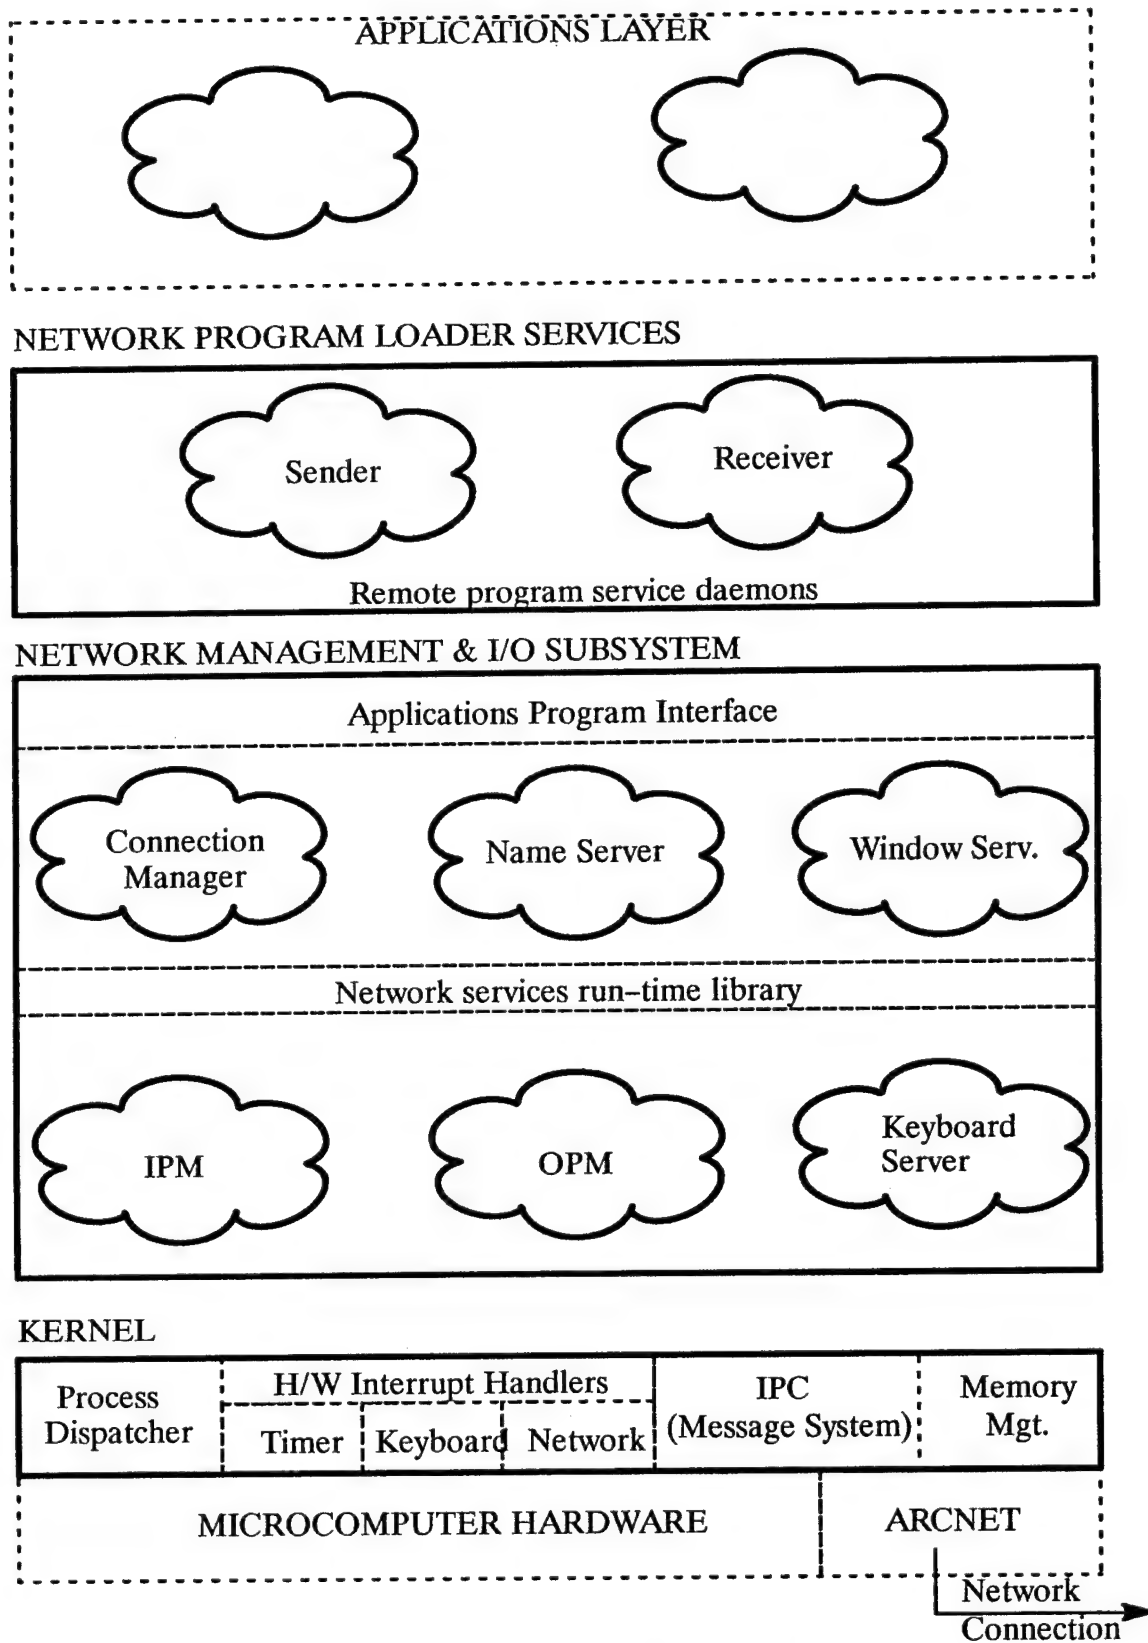 APPLICATIONS LAYER
NETWORK PROGRAM LOADER SERVICES
Sender
Receiver
Remote program service daemons
NETWORK MANAGEMENT & I/O SUBSYSTEM
Applications Program Interface
Connection
Manager
Name Server
Window Serv.
Network services run-time library
IPM
OPM
Keyboard
Server
KERNEL
Process
Dispatcher
H/W Interrupt Handlers
Timer
Keyboard
Network
IPC
(Message System)
Memory
Mgt.
MICROCOMPUTER HARDWARE
ARCNET
Network
Connection